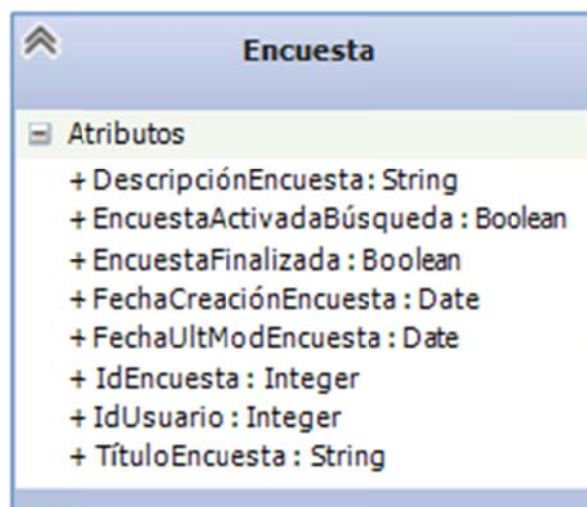 Encuesta
Atributos
+ DescripciónEncuesta : String
+ EncuestaActivadaBúsqueda : Boolean
+ EncuestaFinalizada : Boolean
+ FechaCreaciónEncuesta : Date
+ FechaUltModEncuesta : Date
+ IdEncuesta : Integer
+ IdUsuario : Integer
+ TítuloEncuesta : String